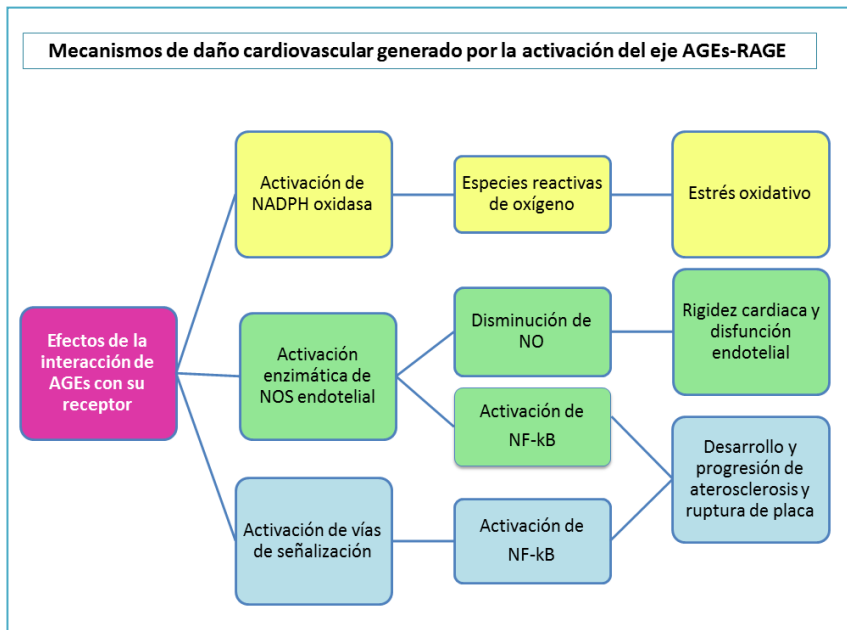 Mecanismos de daño cardiovascular generado por la activación del eje AGEs-RAGE
Activación de
NADPH oxidasa
Especies reactivas
de oxígeno
Estrés oxidativo
Efectos de la
interacción de
AGEs con su
receptor
Activación
enzimática de
NOS endotelial
Disminución de
NO
Rigidez cardiaca y
disfunción
endotelial
Activación de
NF-kB
Desarrollo y
progresión de
aterosclerosis y
ruptura de placa
Activación de vías
de señalización
Activación de
NF-kB